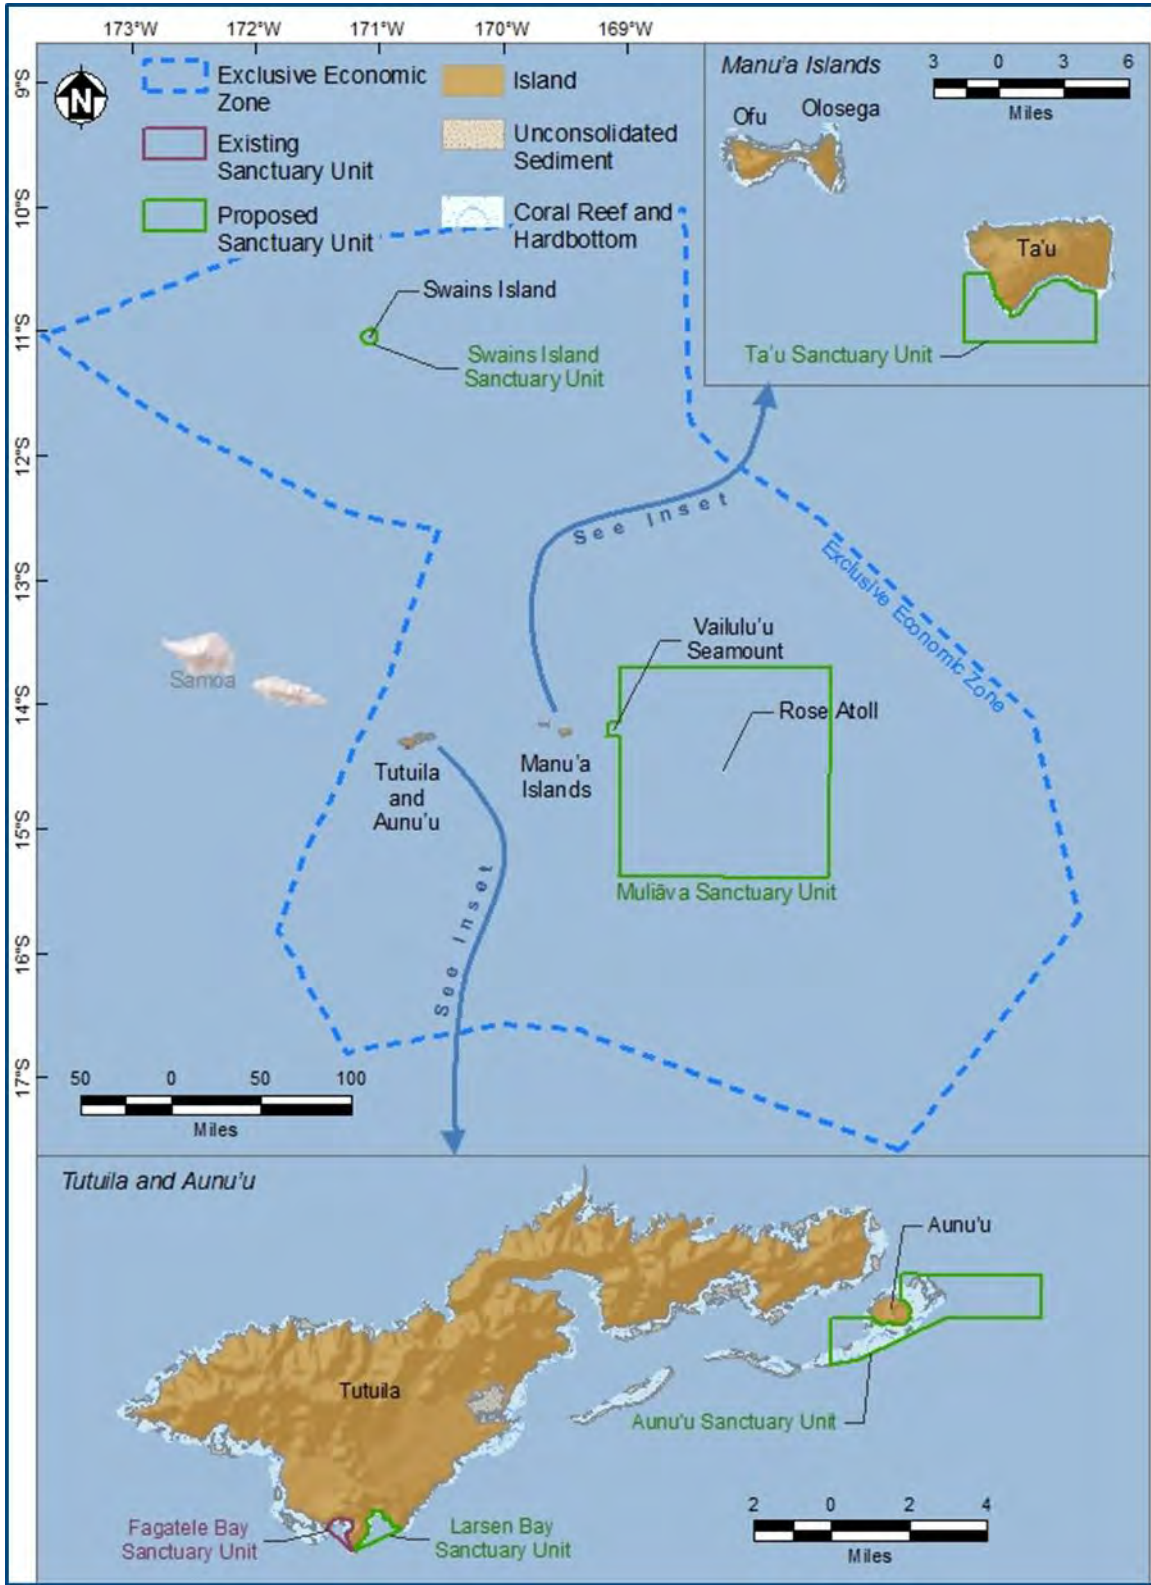 173°W 172°W 171°W 170°W 169°W
9°S
10°S
11°S
12°S
13°S
14°S
15°S
16°S
17°S
N
Exclusive Economic
Zone
Existing
Sanctuary Unit
Proposed
Sanctuary Unit
Island
Unconsolidated
Sediment
Coral Reef and
Hardbottom
Manu'a Islands
3 0 3 6
Miles
Ofu
Olosega
Ta'u
Ta'u Sanctuary Unit
Swains Island
Swains Island
Sanctuary Unit
See Inset
Exclusive Economic Zone
Vailulu'u
Seamount
Rose Atoll
Samoa
Tutuila
and
Aunu'u
Manu'a
Islands
Muliāva Sanctuary Unit
See Inset
50 0 50 100
Miles
Tutuila and Aunu'u
Aunu'u
Tutuila
Aunu'u Sanctuary Unit
Fagatele Bay
Sanctuary Unit
Larsen Bay
Sanctuary Unit
2 0 2 4
Miles